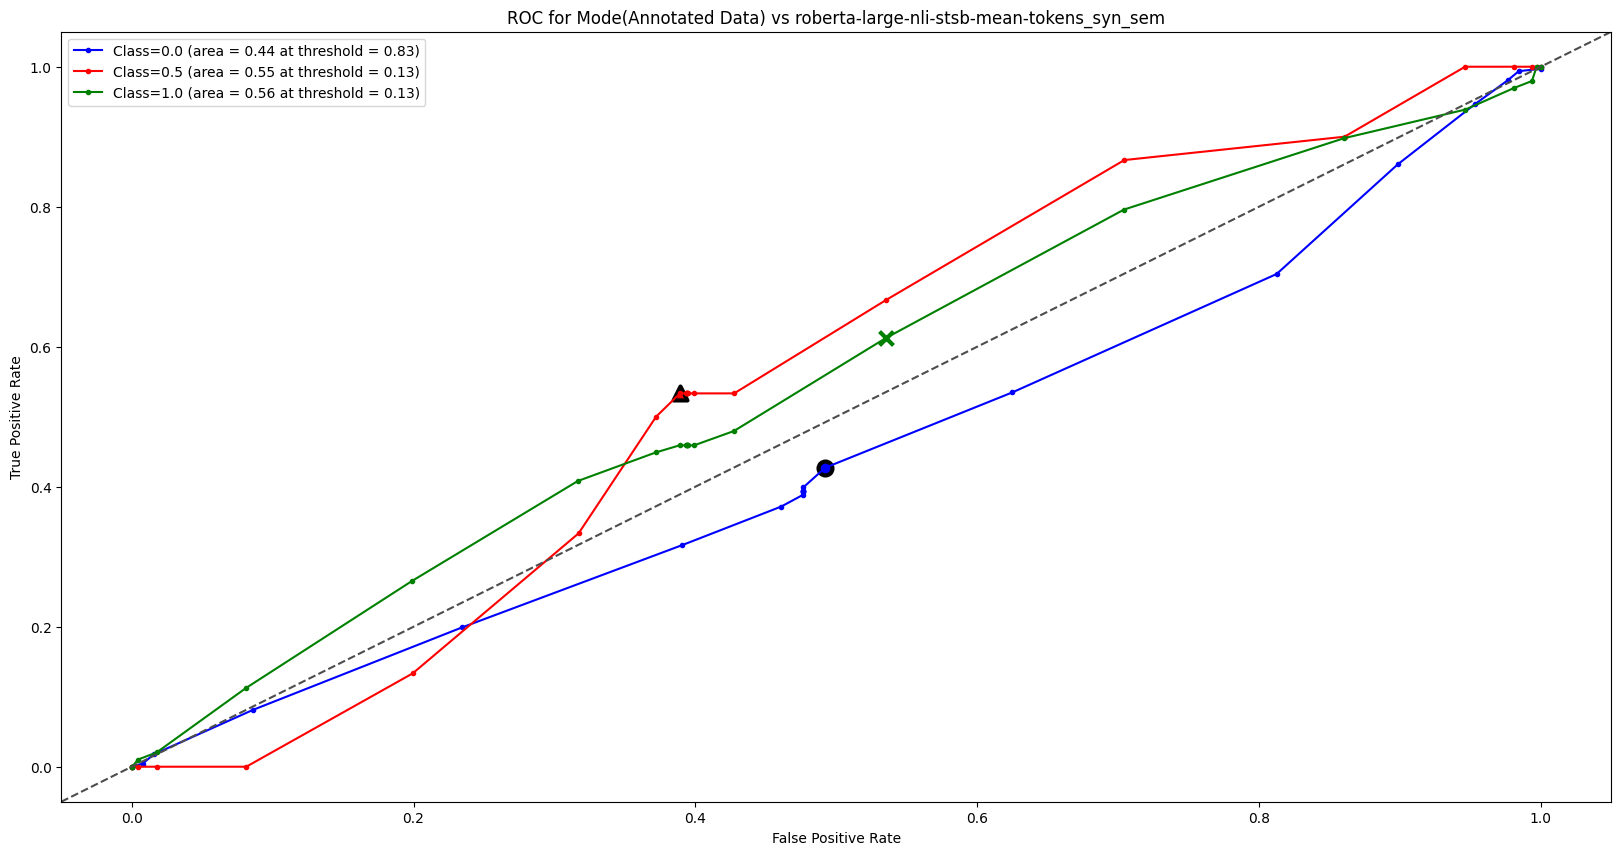 ROC for Mode(Annotated Data) vs roberta-large-nli-stsb-mean-tokens_syn_sem
Class=0.0 (area = 0.44 at threshold = 0.83)
Class=0.5 (area = 0.55 at threshold = 0.13)
Class=1.0 (area = 0.56 at threshold = 0.13)
True Positive Rate
1.0
0.8
0.6
0.4
0.2
0.0
0.0 0.2 0.4 0.6 0.8 1.0
False Positive Rate